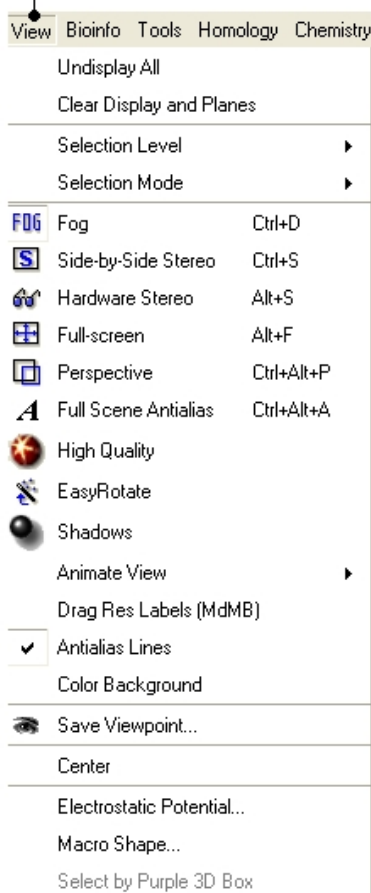 View Bioinfo Tools Homology Chemistry
Undisplay All
Clear Display and Planes
Selection Level
Selection Mode
FOG Fog Ctrl+D
S Side-by-Side Stereo Ctrl+S
Hardware Stereo Alt+S
Full-screen Alt+F
Perspective Ctrl+Alt+P
A Full Scene Antialias Ctrl+Alt+A
High Quality
EasyRotate
Shadows
Animate View
Drag Res Labels (MdMB)
Antialias Lines
Color Background
Save Viewpoint...
Center
Electrostatic Potential...
Macro Shape...
Select by Purple 3D Box